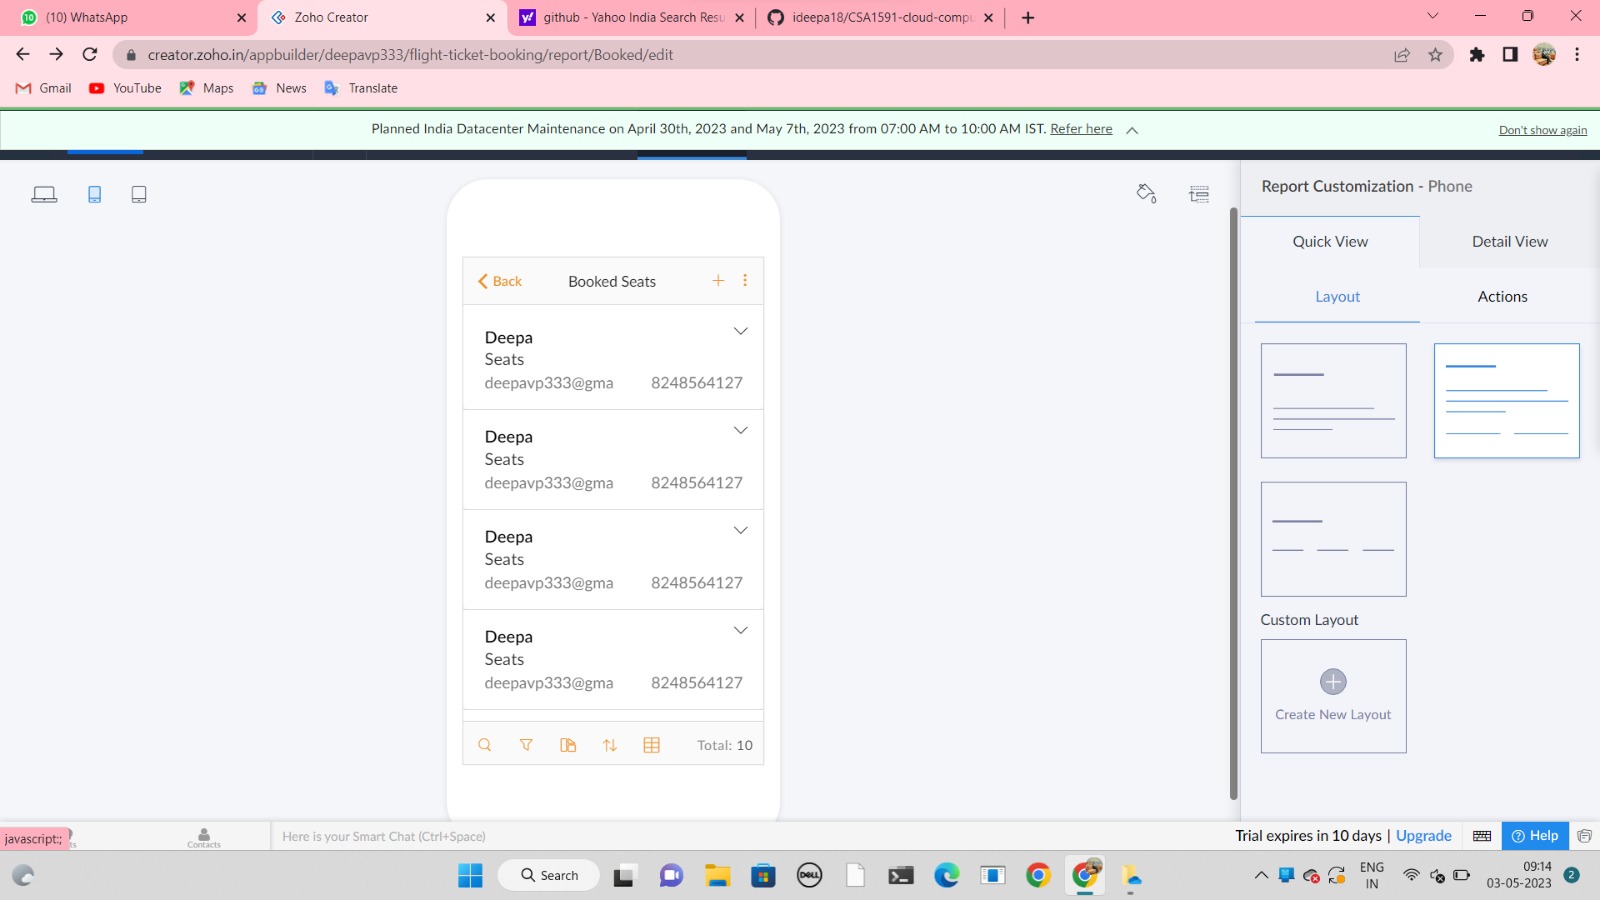 (10) WhatsApp
Zoho Creator
github - Yahoo India Search Resu
ideepa18/CSA1591-cloud-compu
creator.zoho.in/appbuilder/deepavp333/flight-ticket-booking/report/Booked/edit
Gmail
YouTube
Maps
News
Translate
Planned India Datacenter Maintenance on April 30th, 2023 and May 7th, 2023 from 07:00 AM to 10:00 AM IST. Refer here
Don't show again
Report Customization - Phone
Quick View
Detail View
Layout
Actions
Back
Booked Seats
Deepa
Seats
deepavp333@gma 8248564127
Deepa
Seats
deepavp333@gma 8248564127
Deepa
Seats
deepavp333@gma 8248564127
Deepa
Seats
deepavp333@gma 8248564127
Total: 10
Custom Layout
Create New Layout
javascript:;
ts
Contacts
Here is your Smart Chat (Ctrl+Space)
Trial expires in 10 days | Upgrade
Help
Search
DELL
ENG
IN
09:14
03-05-2023
2